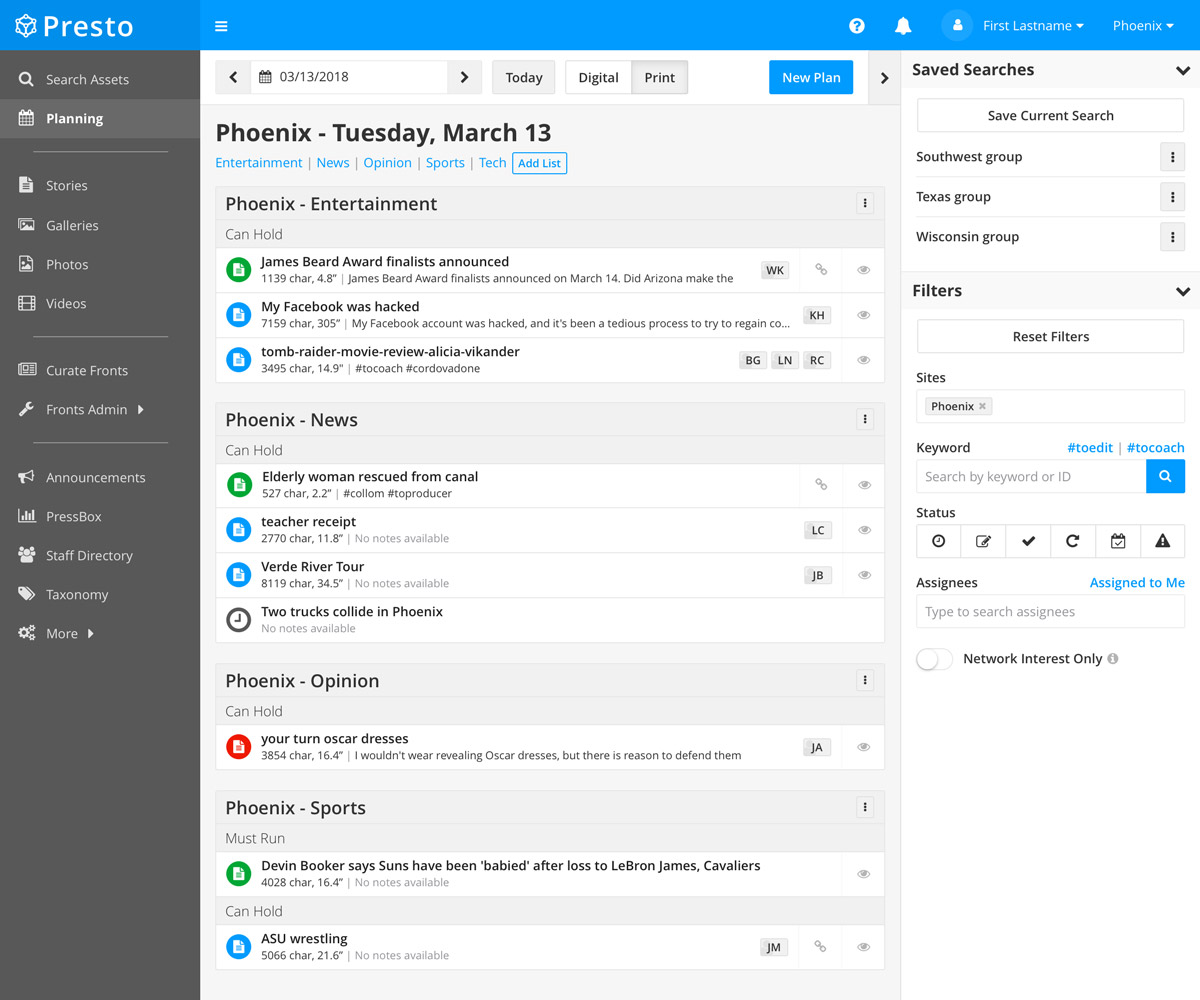 Presto
First Lastname
Phoenix
Search Assets
Planning
Stories
Galleries
Photos
Videos
Curate Fronts
Fronts Admin
Announcements
PressBox
Staff Directory
Taxonomy
More
03/13/2018
Today
Digital
Print
New Plan
Phoenix - Tuesday, March 13
Entertainment | News | Opinion | Sports | Tech Add List
Phoenix - Entertainment
Can Hold
James Beard Award finalists announced
1139 char, 4.8” | James Beard Award finalists announced on March 14. Did Arizona make the
WK
My Facebook was hacked
7159 char, 305” | My Facebook account was hacked, and it's been a tedious process to try to regain co...
KH
tomb-raider-movie-review-alicia-vikander
3495 char, 14.9" | #tocoach #cordovadone
BG LN RC
Phoenix - News
Can Hold
Elderly woman rescued from canal
527 char, 2.2” | #collom #toproducer
teacher receipt
2770 char, 11.8” | No notes available
LC
Verde River Tour
8119 char, 34.5” | No notes available
JB
Two trucks collide in Phoenix
No notes available
Phoenix - Opinion
Can Hold
your turn oscar dresses
3854 char, 16.4” | I wouldn't wear revealing Oscar dresses, but there is reason to defend them
JA
Phoenix - Sports
Must Run
Devin Booker says Suns have been 'babied' after loss to LeBron James, Cavaliers
4028 char, 16.4” | No notes available
Can Hold
ASU wrestling
5066 char, 21.6” | No notes available
JM
Saved Searches
Save Current Search
Southwest group
Texas group
Wisconsin group
Filters
Reset Filters
Sites
Phoenix
Keyword #toedit | #tocoach
Search by keyword or ID
Status
Assignees Assigned to Me
Type to search assignees
Network Interest Only